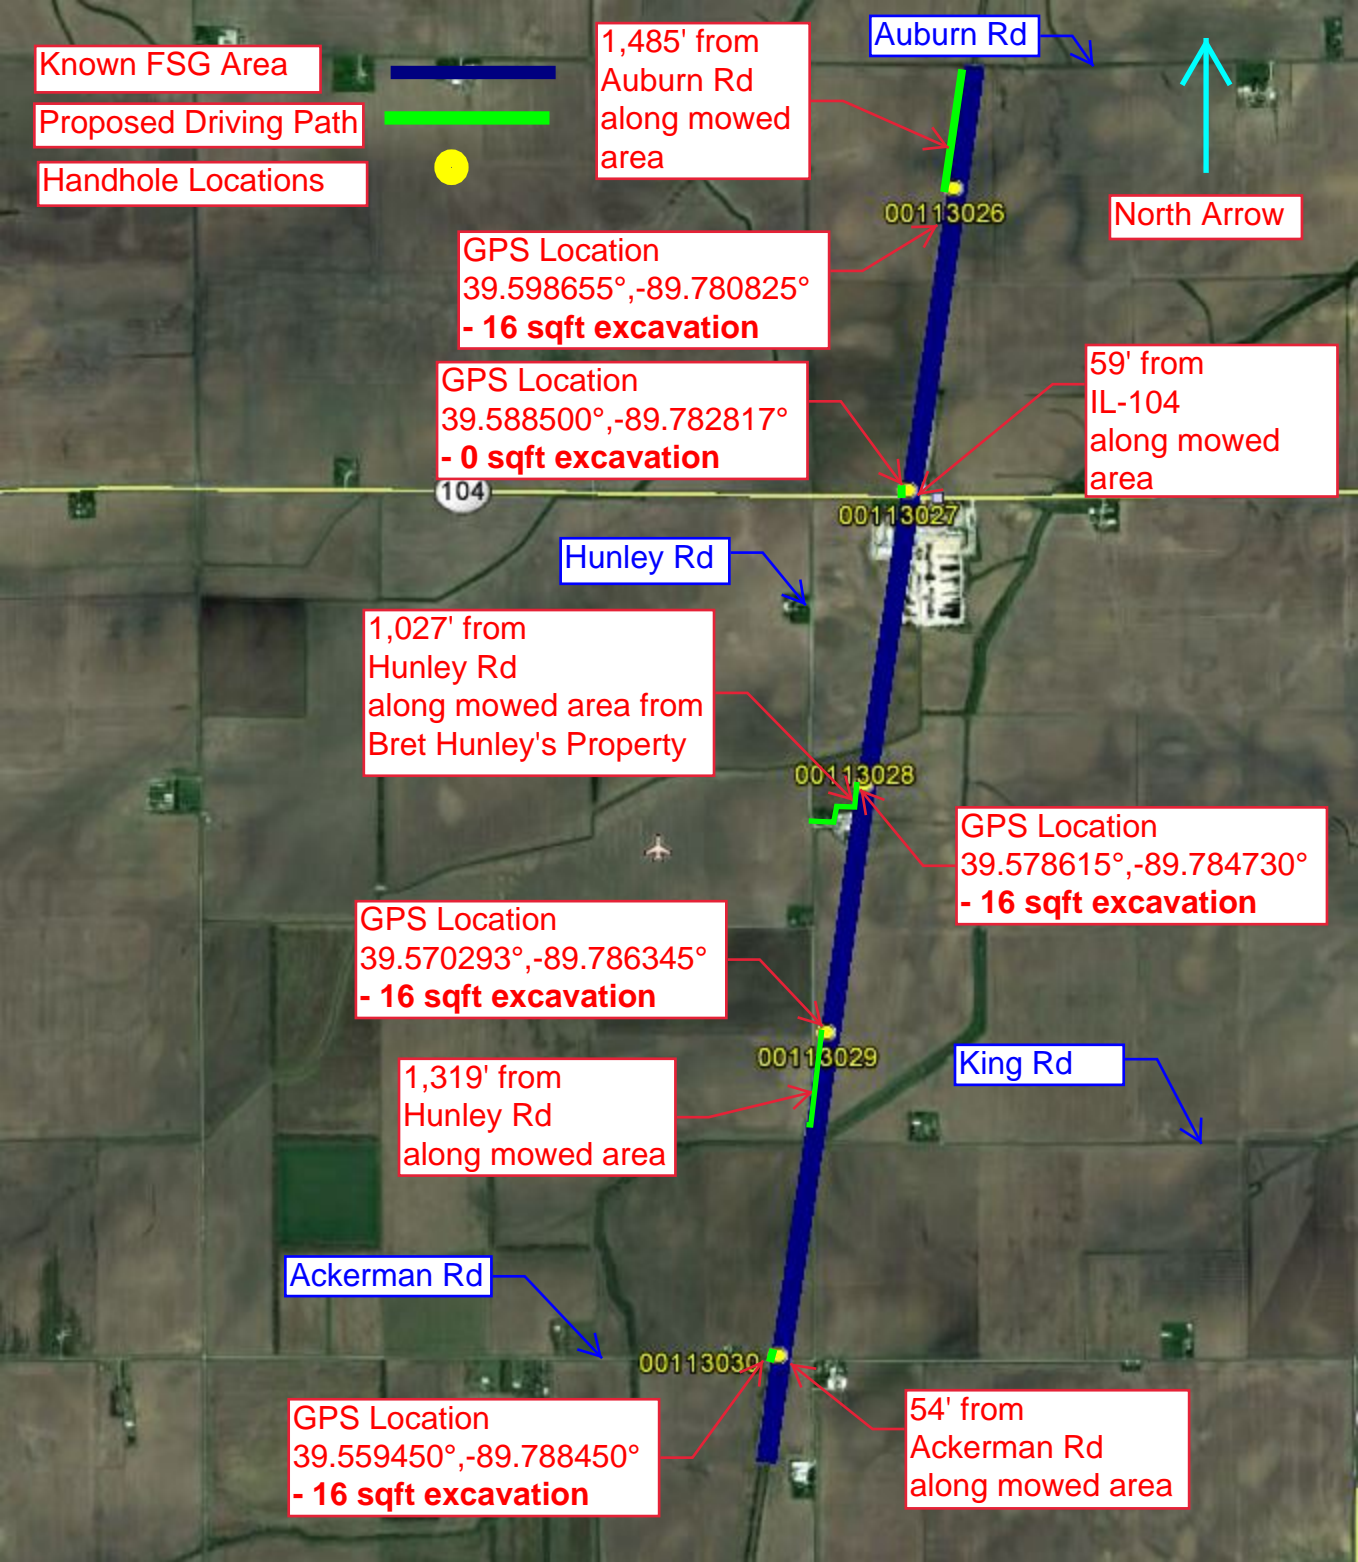 Known FSG Area
Proposed Driving Path
Handhole Locations
1,485' from
Auburn Rd
along mowed
area
Auburn Rd
North Arrow
00113026
GPS Location
39.598655°,-89.780825°
- 16 sqft excavation
GPS Location
39.588500°,-89.782817°
- 0 sqft excavation
59' from
IL-104
along mowed
area
104
00113027
Hunley Rd
1,027' from
Hunley Rd
along mowed area from
Bret Hunley's Property
00113028
GPS Location
39.578615°,-89.784730°
- 16 sqft excavation
GPS Location
39.570293°,-89.786345°
- 16 sqft excavation
00113029
King Rd
1,319' from
Hunley Rd
along mowed area
Ackerman Rd
00113030
GPS Location
39.559450°,-89.788450°
- 16 sqft excavation
54' from
Ackerman Rd
along mowed area